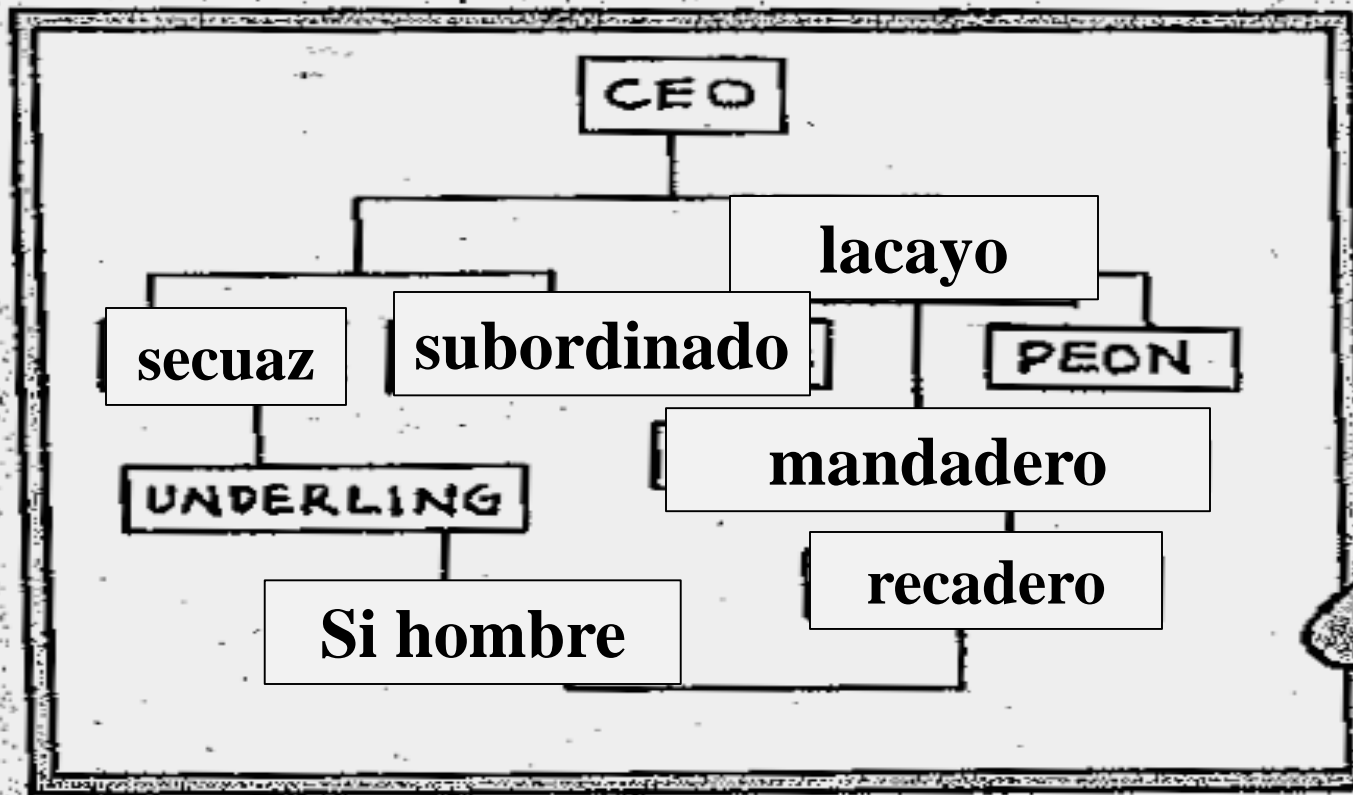 CEO
lacayo
secuaz
subordinado
PEON
mandadero
UNDERLING
recadero
Si hombre